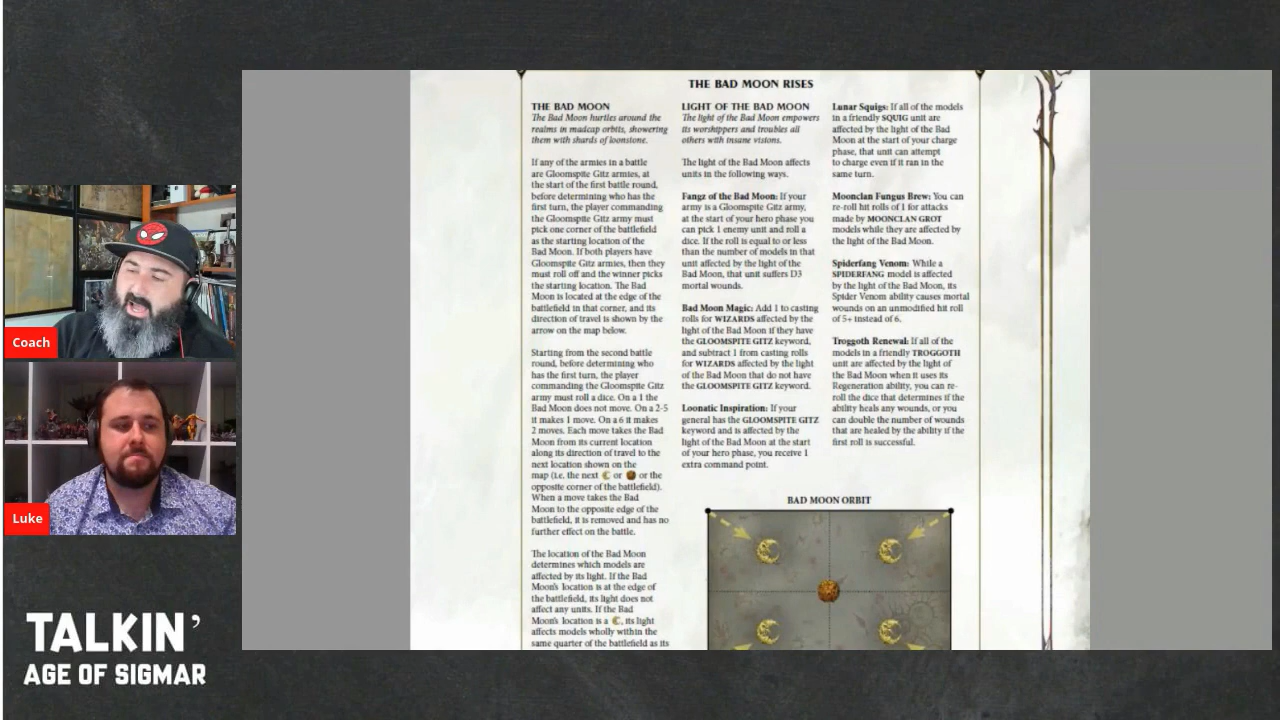 THE BAD MOON RISES
THE BAD MOON
The Bad Moon hurtles around the
realms in madcap orbits, showering
them with shards of loonstone.
If any of the armies in a battle
are Gloomspite Gitz armies, at
the start of the first battle round,
before determining who has the
first turn, the player commanding
the Gloomspite Gitz army must
pick one corner of the battlefield
as the starting location of the
Bad Moon. If both players have
Gloomspite Gitz armies, then they
must roll off and the winner picks
the starting location. The Bad
Moon is located at the edge of the
battlefield in that corner, and its
direction of travel is shown by the
arrow on the map below.
Starting from the second battle
round, before determining who
has the first turn, the player
commanding the Gloomspite Gitz
army must roll a dice. On a 1 the
Bad Moon does not move. On a 2-5
it makes 1 move. On a 6 it makes
2 moves. Each move takes the Bad
Moon from its current location
along its direction of travel to the
next location shown on the
map (i.e. the next or or the
opposite corner of the battlefield).
When a move takes the Bad
Moon to the opposite edge of the
battlefield, it is removed and has no
further effect on the battle.
The location of the Bad Moon
determines which models are
affected by its light. If the Bad
Moon's location is at the edge of
the battlefield, its light does not
affect any units. If the Bad
Moon's location is a , its light
affects models wholly within the
same quarter of the battlefield as its
LIGHT OF THE BAD MOON
The light of the Bad Moon empowers
its worshippers and troubles all
others with insane visions.
The light of the Bad Moon affects
units in the following ways.
Fangz of the Bad Moon: If your
army is a Gloomspite Gitz army,
at the start of your hero phase you
can pick 1 enemy unit and roll a
dice. If the roll is equal to or less
than the number of models in that
unit affected by the light of the
Bad Moon, that unit suffers D3
mortal wounds.
Bad Moon Magic: Add 1 to casting
rolls for WIZARDS affected by the
light of the Bad Moon if they have
the GLOOMSPITE GITZ keyword,
and subtract 1 from casting rolls
for WIZARDS affected by the light
of the Bad Moon that do not have
the GLOOMSPITE GITZ keyword.
Loonatic Inspiration: If your
general has the GLOOMSPITE GITZ
keyword and is affected by the
light of the Bad Moon at the start
of your hero phase, you receive 1
extra command point.
Lunar Squigs: If all of the models
in a friendly SQUIG unit are
affected by the light of the Bad
Moon at the start of your charge
phase, that unit can attempt
to charge even if it ran in the
same turn.
Moonclan Fungus Brew: You can
re-roll hit rolls of 1 for attacks
made by MOONCLAN GROT
models while they are affected by
the light of the Bad Moon.
Spiderfang Venom: While a
SPIDERFANG model is affected
by the light of the Bad Moon, its
Spider Venom ability causes mortal
wounds on an unmodified hit roll
of 5+ instead of 6.
Troggoth Renewal: If all of the
models in a friendly TROGGOTH
unit are affected by the light of
the Bad Moon when it uses its
Regeneration ability, you can re-
roll the dice that determines if the
ability heals any wounds, or you
can double the number of wounds
that are healed by the ability if the
first roll is successful.
BAD MOON ORBIT
Coach
Luke
TALKIN'
AGE OF SIGMAR